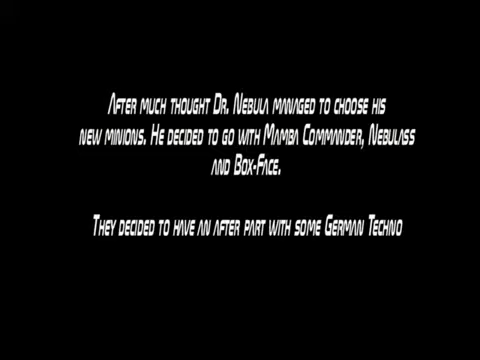 After much thought Dr. Nebula managed to choose his
new minions. He decided to go with Mamba Commander, Nebulass
and Box-Face.
They decided to have an after part with some German Techno